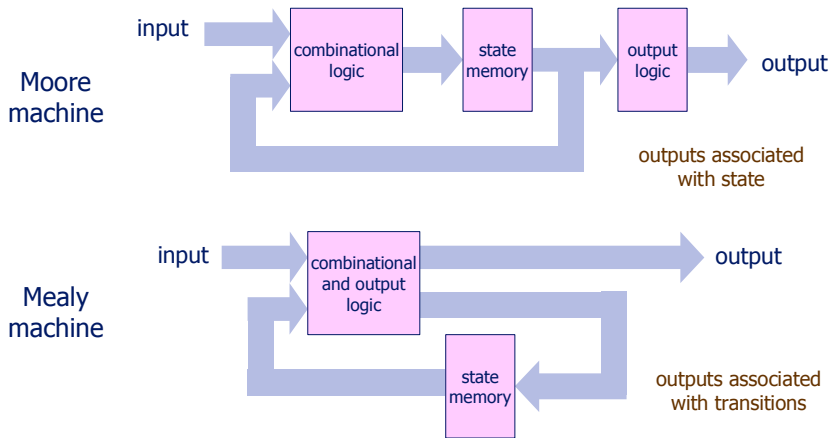 input
combinational
logic
state
memory
output
logic
output
Moore
machine
outputs associated
with state
input
combinational
and output
logic
output
Mealy
machine
state
memory
outputs associated
with transitions